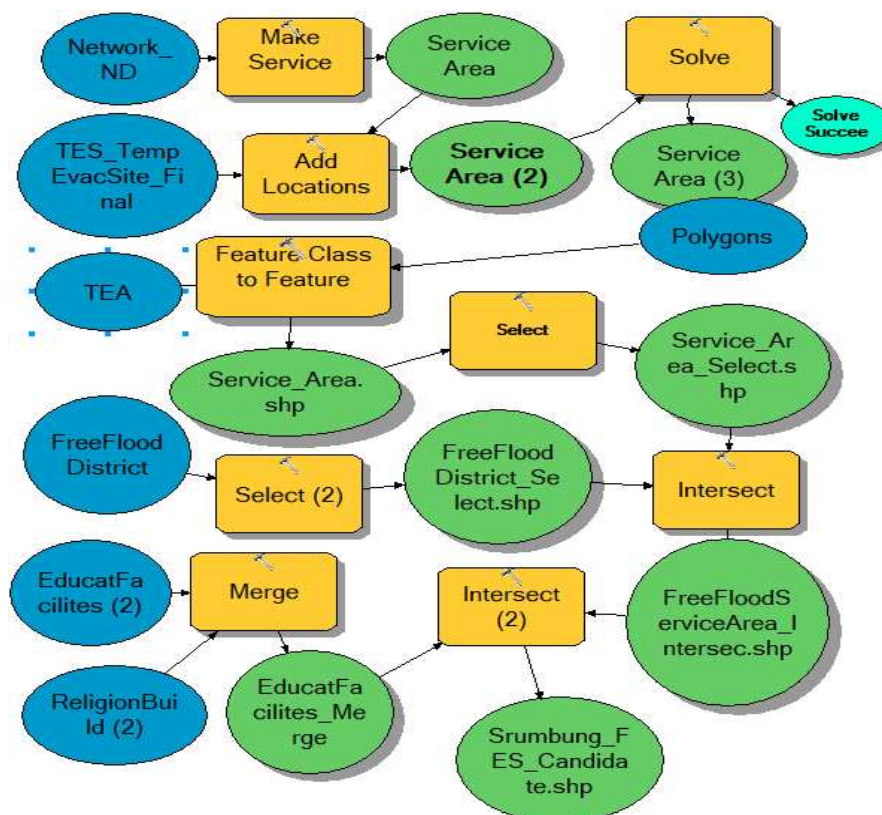 Network_
ND
Make
Service
Service
Area
Solve
Solve
Succee
TES_Temp
EvacSite_Fi
nal
Add
Locations
Service
Area (2)
Service
Area (3)
Polygons
TEA
Feature Class
to Feature
Select
Service_Ar
ea_Select.s
hp
Service_Area.
shp
FreeFlood
District
Select (2)
FreeFlood
District_Se
lect.shp
Intersect
EducatFa
cilites (2)
Merge
Intersect
(2)
FreeFloodS
erviceArea_I
ntersec.shp
ReligionBui
ld (2)
EducatFa
cilites_Me
rge
Srumbung_F
ES_Candida
te.shp